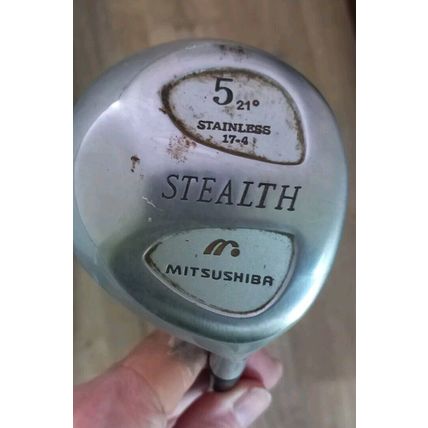 5 21°
STAINLESS
17-4
STEALTH
MITSUSHIBA